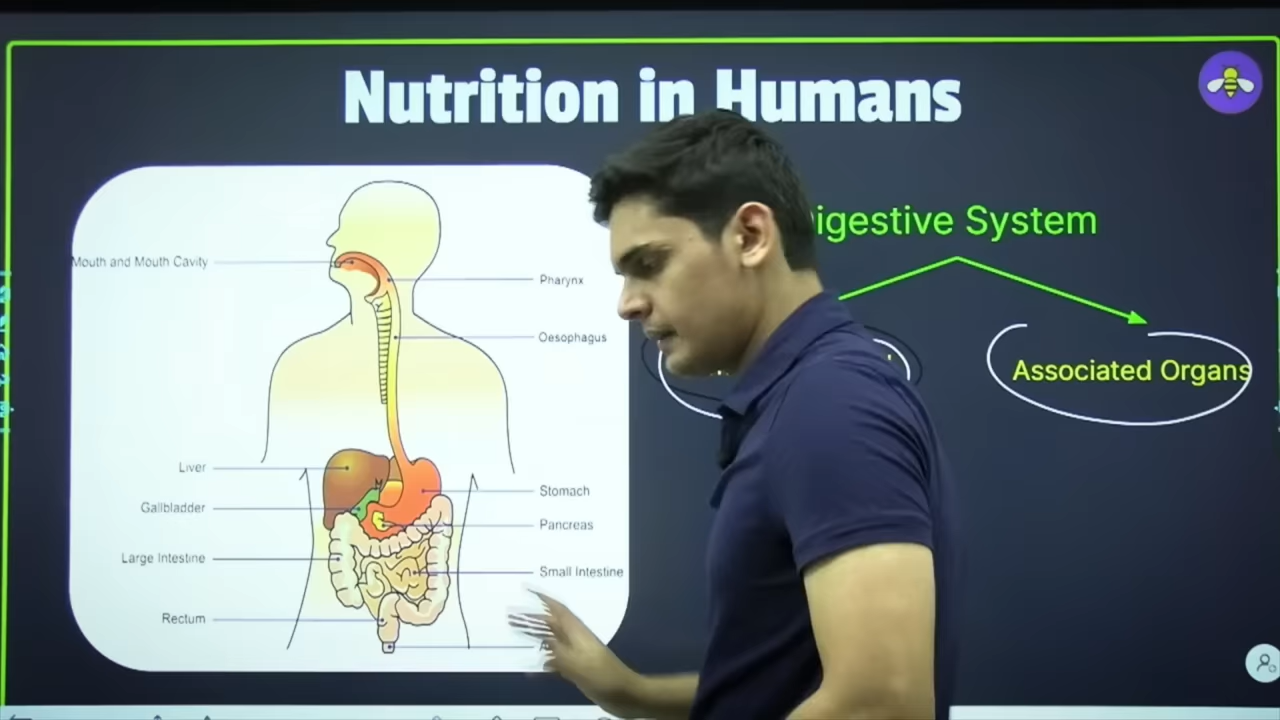 Nutrition in Humans
Digestive System
Mouth and Mouth Cavity
Pharynx
Oesophagus
Associated Organs
Liver
Stomach
Gallbladder
Pancreas
Large Intestine
Small Intestine
Rectum